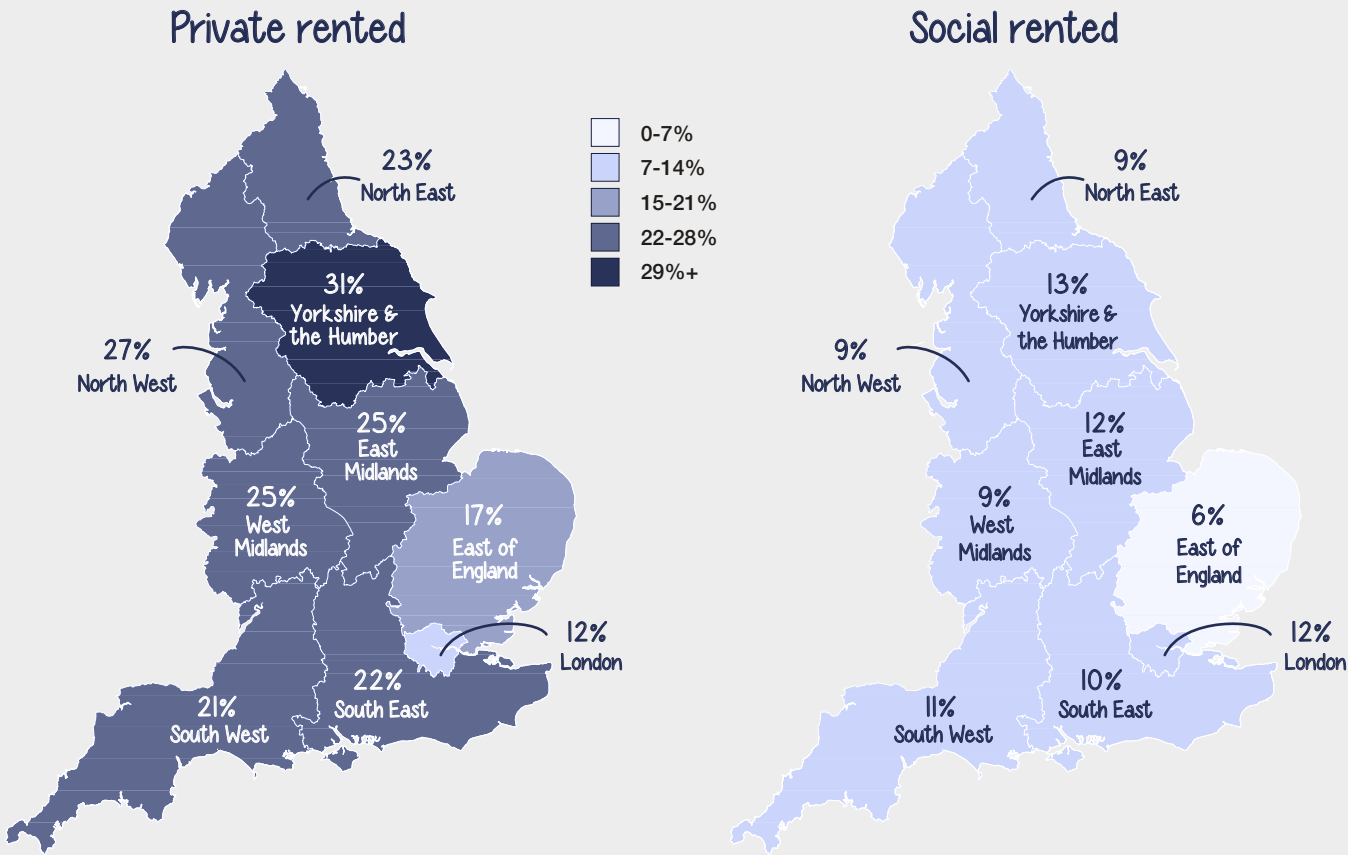 Private rented
23%
North East
31%
Yorkshire &
the Humber
27%
North West
25%
East
Midlands
25%
West
Midlands
17%
East of
England
12%
London
22%
South East
21%
South West
0-7%
7-14%
15-21%
22-28%
29%+
Social rented
9%
North East
13%
Yorkshire &
the Humber
9%
North West
12%
East
Midlands
9%
West
Midlands
6%
East of
England
12%
London
10%
South East
11%
South West